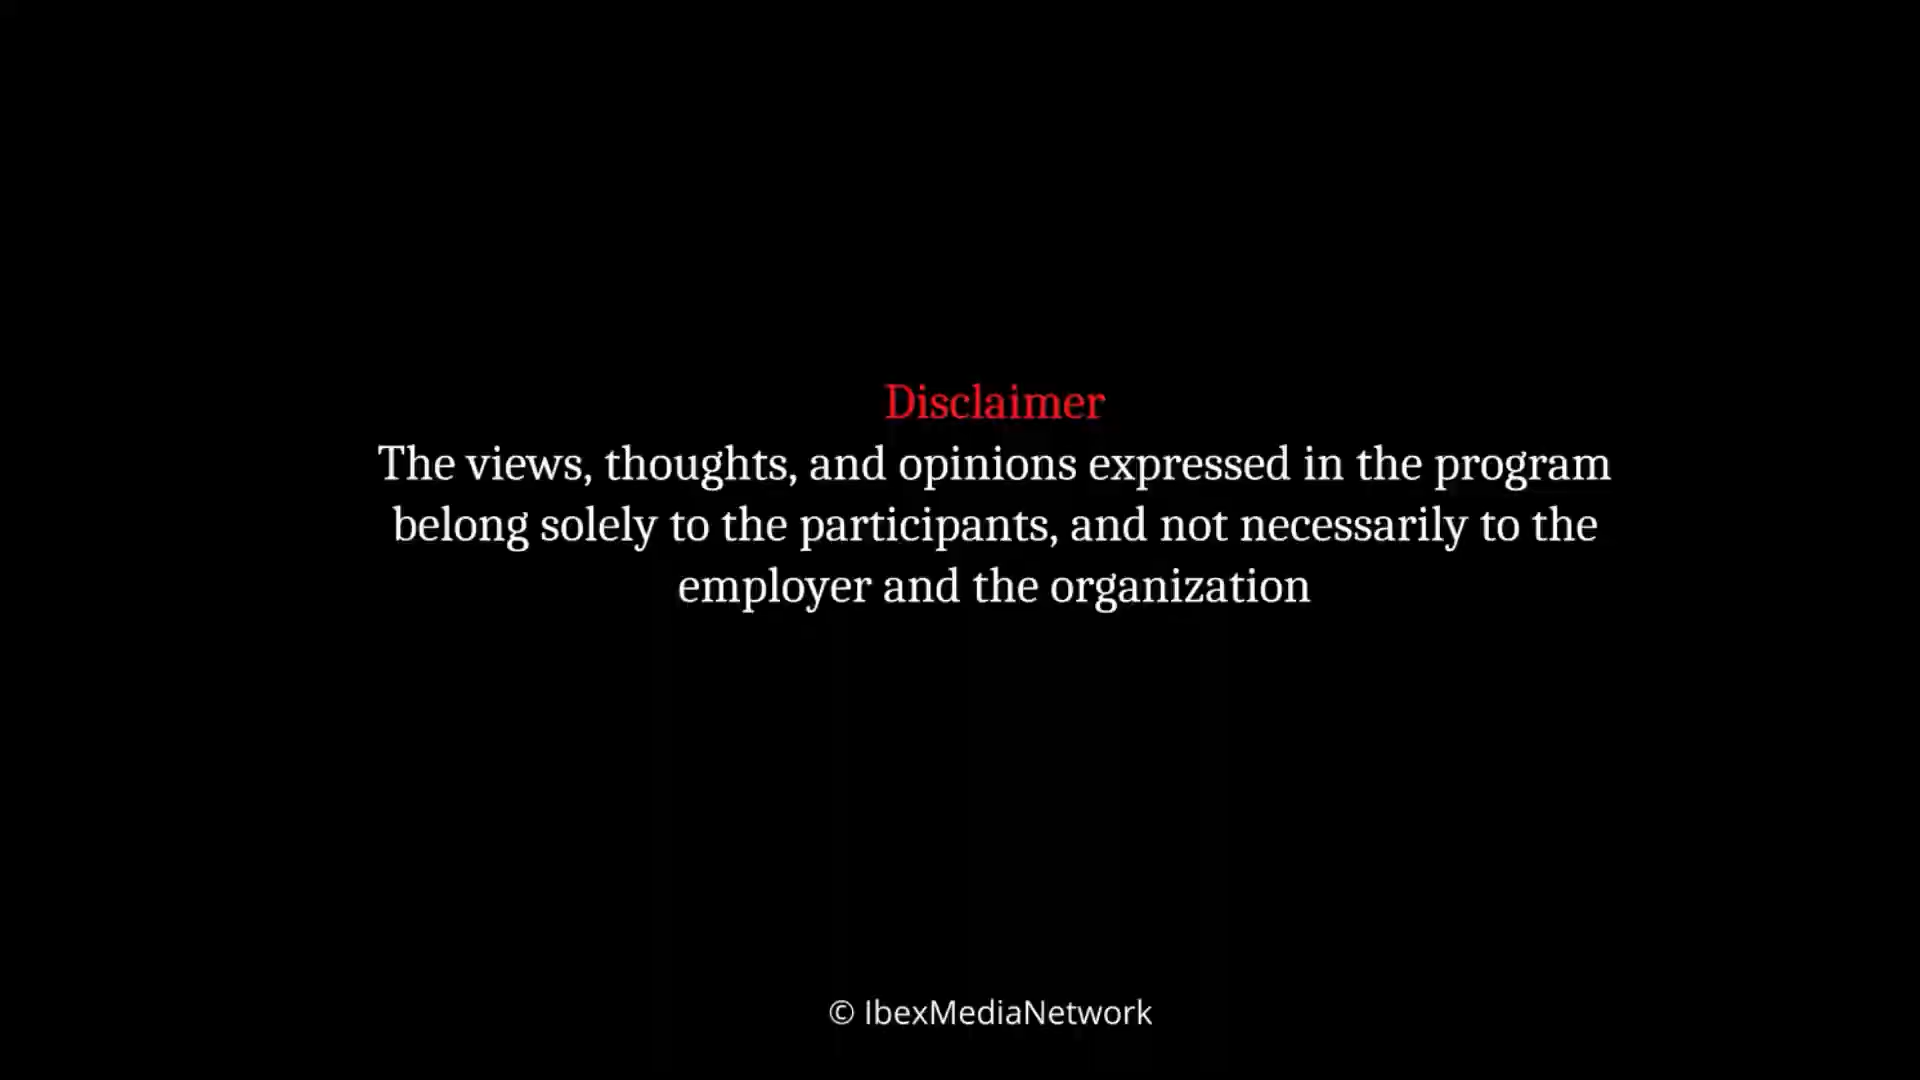 Disclaimer
The views, thoughts, and opinions expressed in the program
belong solely to the participants, and not necessarily to the
employer and the organization
© IbexMediaNetwork